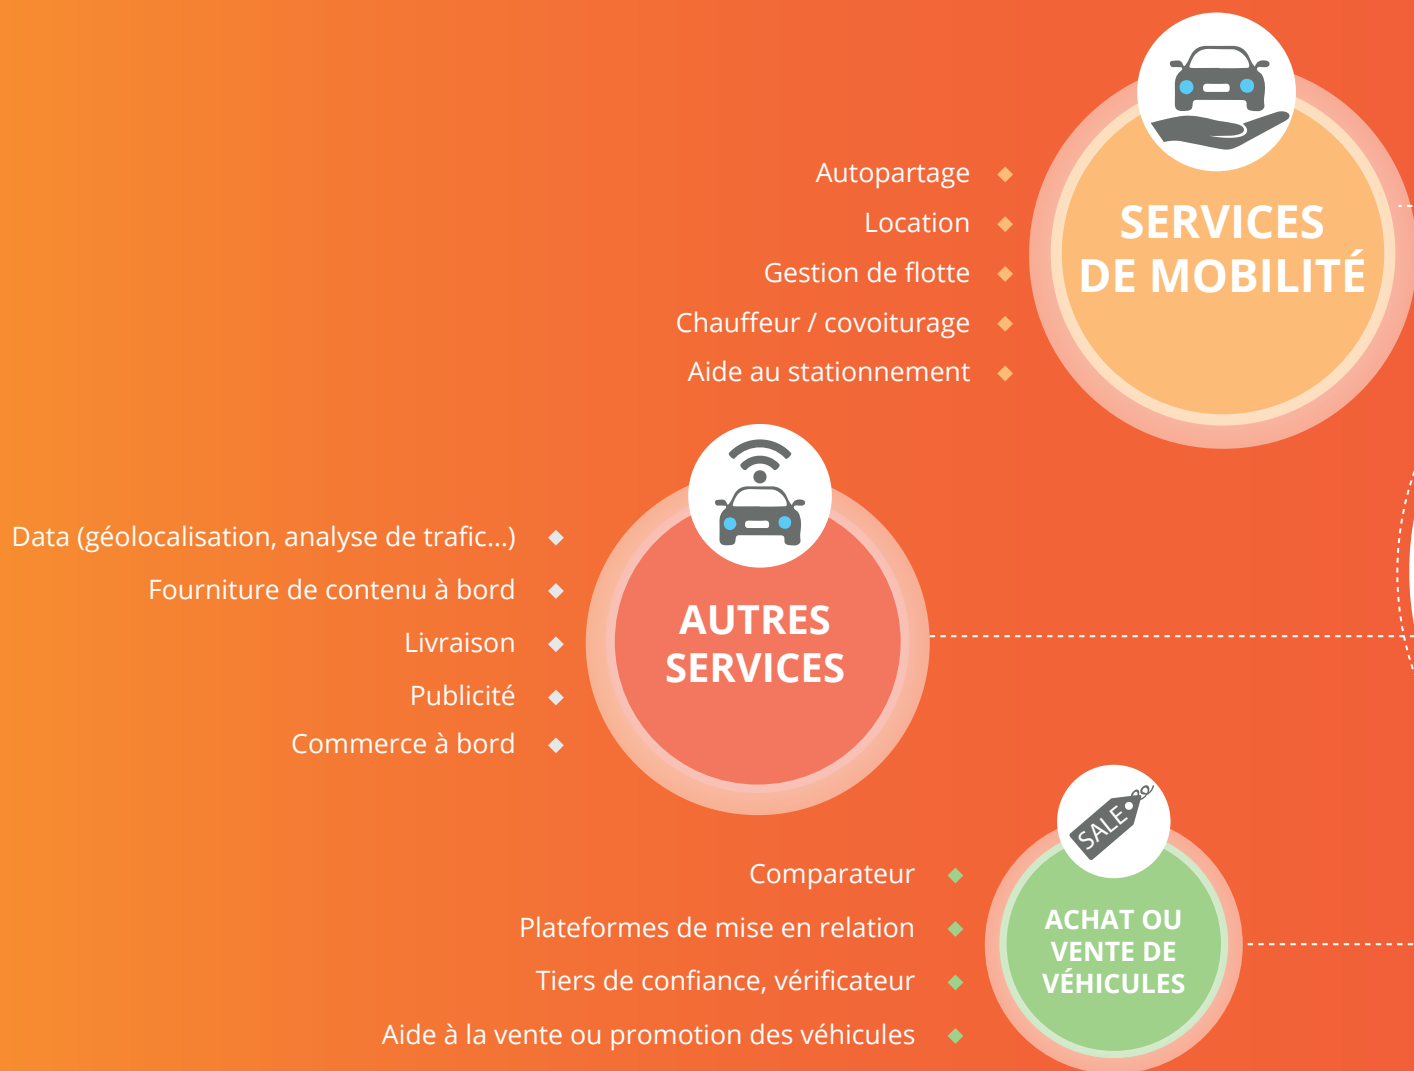 Autopartage
Location
Gestion de flotte
Chauffeur / covoiturage
Aide au stationnement
SERVICES
DE MOBILITÉ
Data (géolocalisation, analyse de trafic...)
Fourniture de contenu à bord
Livraison
Publicité
Commerce à bord
AUTRES
SERVICES
SALE
Comparateur
Plateformes de mise en relation
Tiers de confiance, vérificateur
Aide à la vente ou promotion des véhicules
ACHAT OU
VENTE DE
VÉHICULES